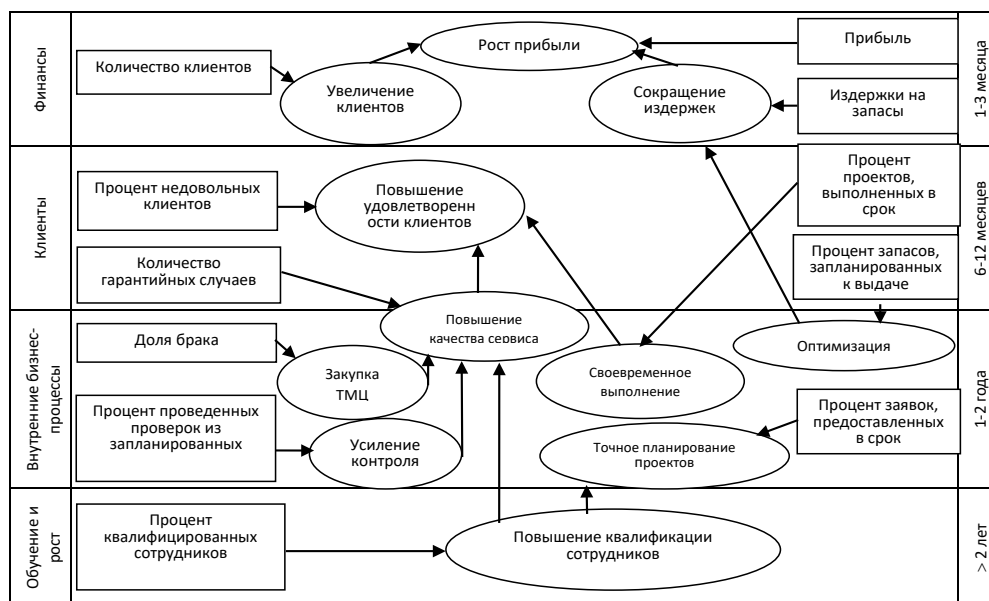 Финансы
Количество клиентов
Увеличение
клиентов
Рост прибыли
Сокращение
издержек
Прибыль
Издержки на
запасы
1-3 месяца
Клиенты
Процент недовольных
клиентов
Повышение
удовлетворенн
ости клиентов
Количество
гарантийных случаев
Процент
проектов,
выполненных в
срок
Процент запасов,
запланированных
к выдаче
6-12 месяцев
Внутренние бизнес-
процессы
Доля брака
Закупка
ТМЦ
Повышение
качества сервиса
Своевременное
выполнение
Оптимизация
Процент проведенных
проверок из
запланированных
Усиление
контроля
Точное планирование
проектов
Процент заявок,
предоставленных
в срок
1-2 года
Обучение и
рост
Процент
квалифицированных
сотрудников
Повышение квалификации
сотрудников
> 2 лет